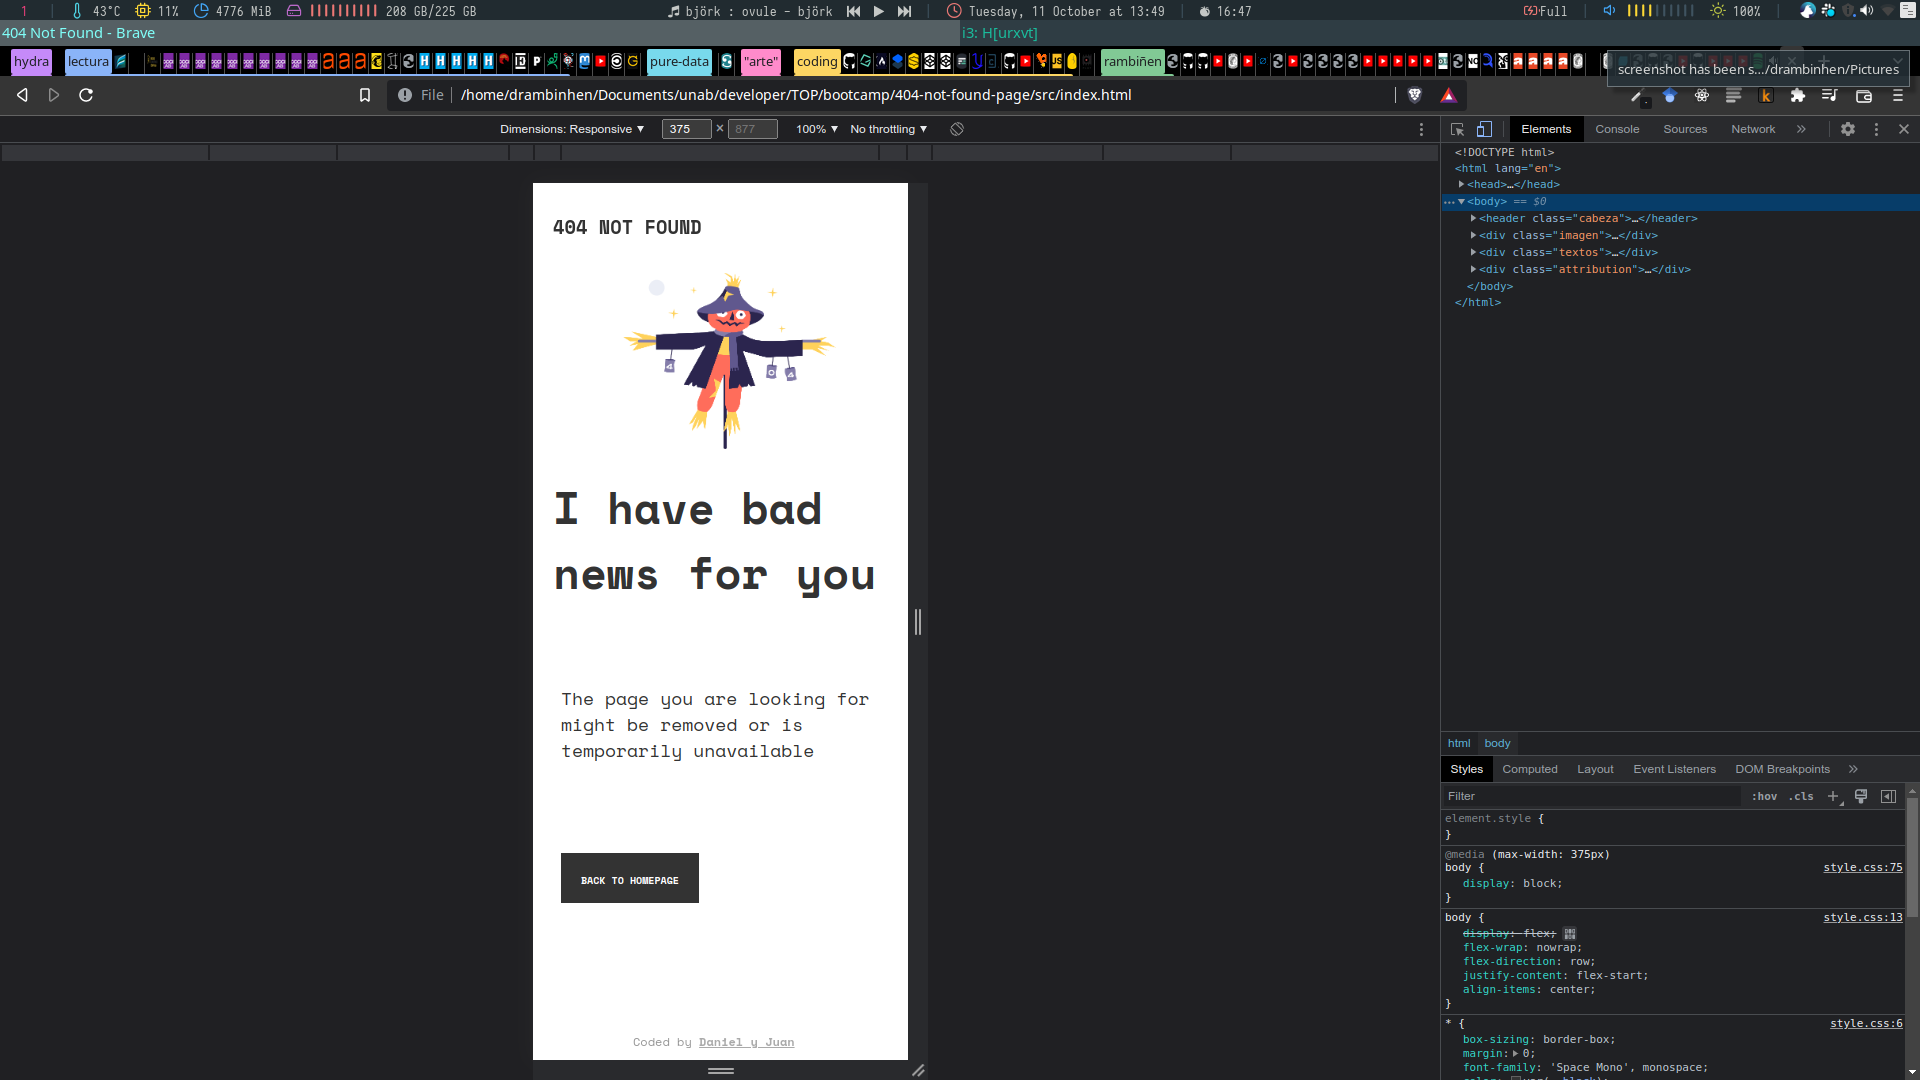 1 43°C 11% 4776 MiB 208 GB/225 GB björk : ovule - björk Tuesday, 11 October at 13:49 16:47 Full 100%
404 Not Found - Brave i3: H[urxvt]
hydra lectura pure-data "arte" coding rambiñen
screenshot has been s.../drambinhen/Pictures
File /home/drambinhen/Documents/unab/developer/TOP/bootcamp/404-not-found-page/src/index.html
Dimensions: Responsive 375 × 877 100% No throttling
Elements Console Sources Network
404 NOT FOUND
4 0 4
I have bad
news for you
The page you are looking for
might be removed or is
temporarily unavailable
BACK TO HOMEPAGE
Coded by Daniel y Juan
<!DOCTYPE html>
<html lang="en">
<head>…</head>
<body> == $0
<header class="cabeza">…</header>
<div class="imagen">…</div>
<div class="textos">…</div>
<div class="attribution">…</div>
</body>
</html>
html body
Styles Computed Layout Event Listeners DOM Breakpoints
Filter :hov .cls
element.style {
}
@media (max-width: 375px)
body { style.css:75
display: block;
}
body { style.css:13
display: flex;
flex-wrap: nowrap;
flex-direction: row;
justify-content: flex-start;
align-items: center;
}
* { style.css:6
box-sizing: border-box;
margin: 0;
font-family: 'Space Mono', monospace;